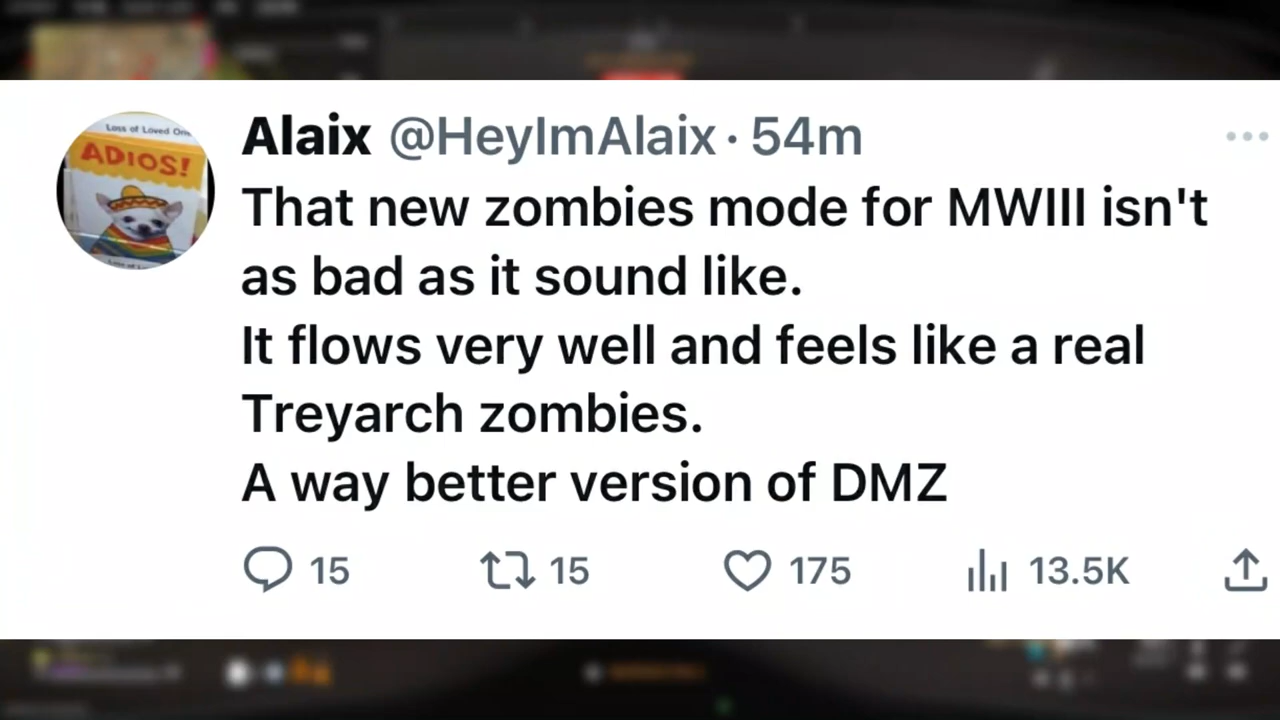 Loss of Loved One
ADIOS!
Alaix @HeyImAlaix · 54m
That new zombies mode for MWIII isn't
as bad as it sound like.
It flows very well and feels like a real
Treyarch zombies.
A way better version of DMZ
15 15 175 13.5K